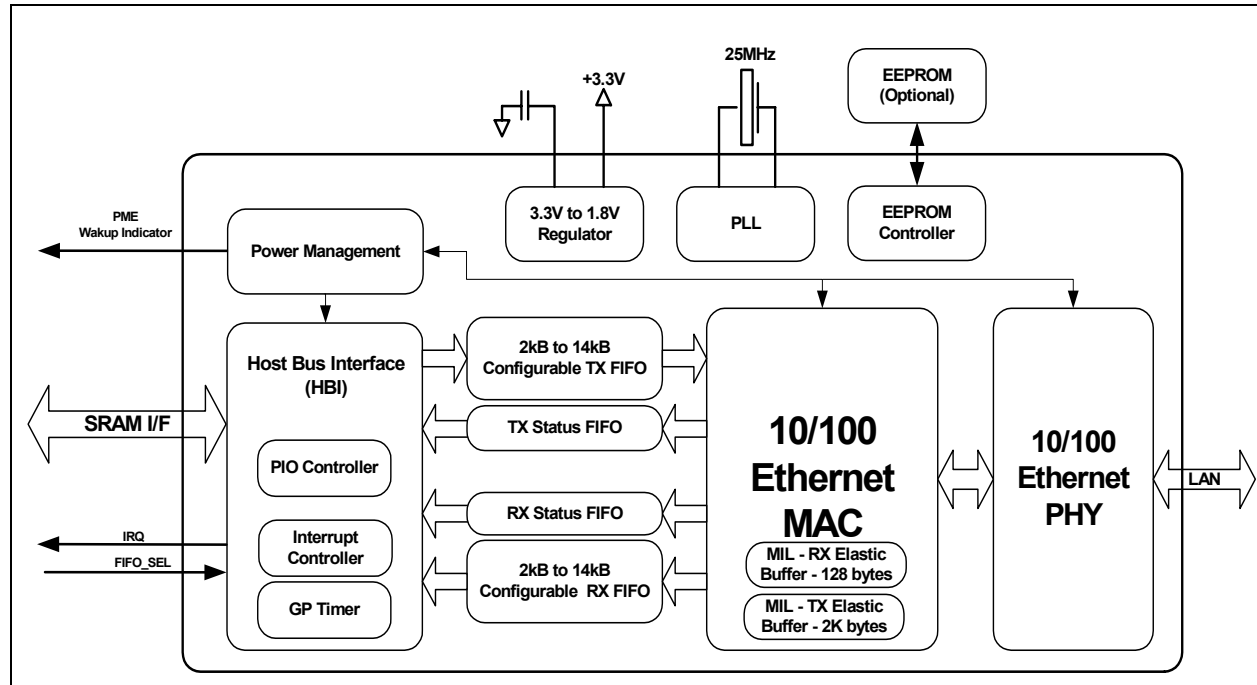 25MHz
+3.3V
EEPROM
(Optional)
3.3V to 1.8V
Regulator
PLL
EEPROM
Controller
PME
Wakup Indicator
Power Management
Host Bus Interface
(HBI)
2kB to 14kB
Configurable TX FIFO
SRAM I/F
TX Status FIFO
PIO Controller
RX Status FIFO
IRQ
FIFO_SEL
Interrupt
Controller
2kB to 14kB
Configurable RX FIFO
GP Timer
10/100
Ethernet
MAC
MIL - RX Elastic
Buffer - 128 bytes
MIL - TX Elastic
Buffer - 2K bytes
10/100
Ethernet
PHY
LAN